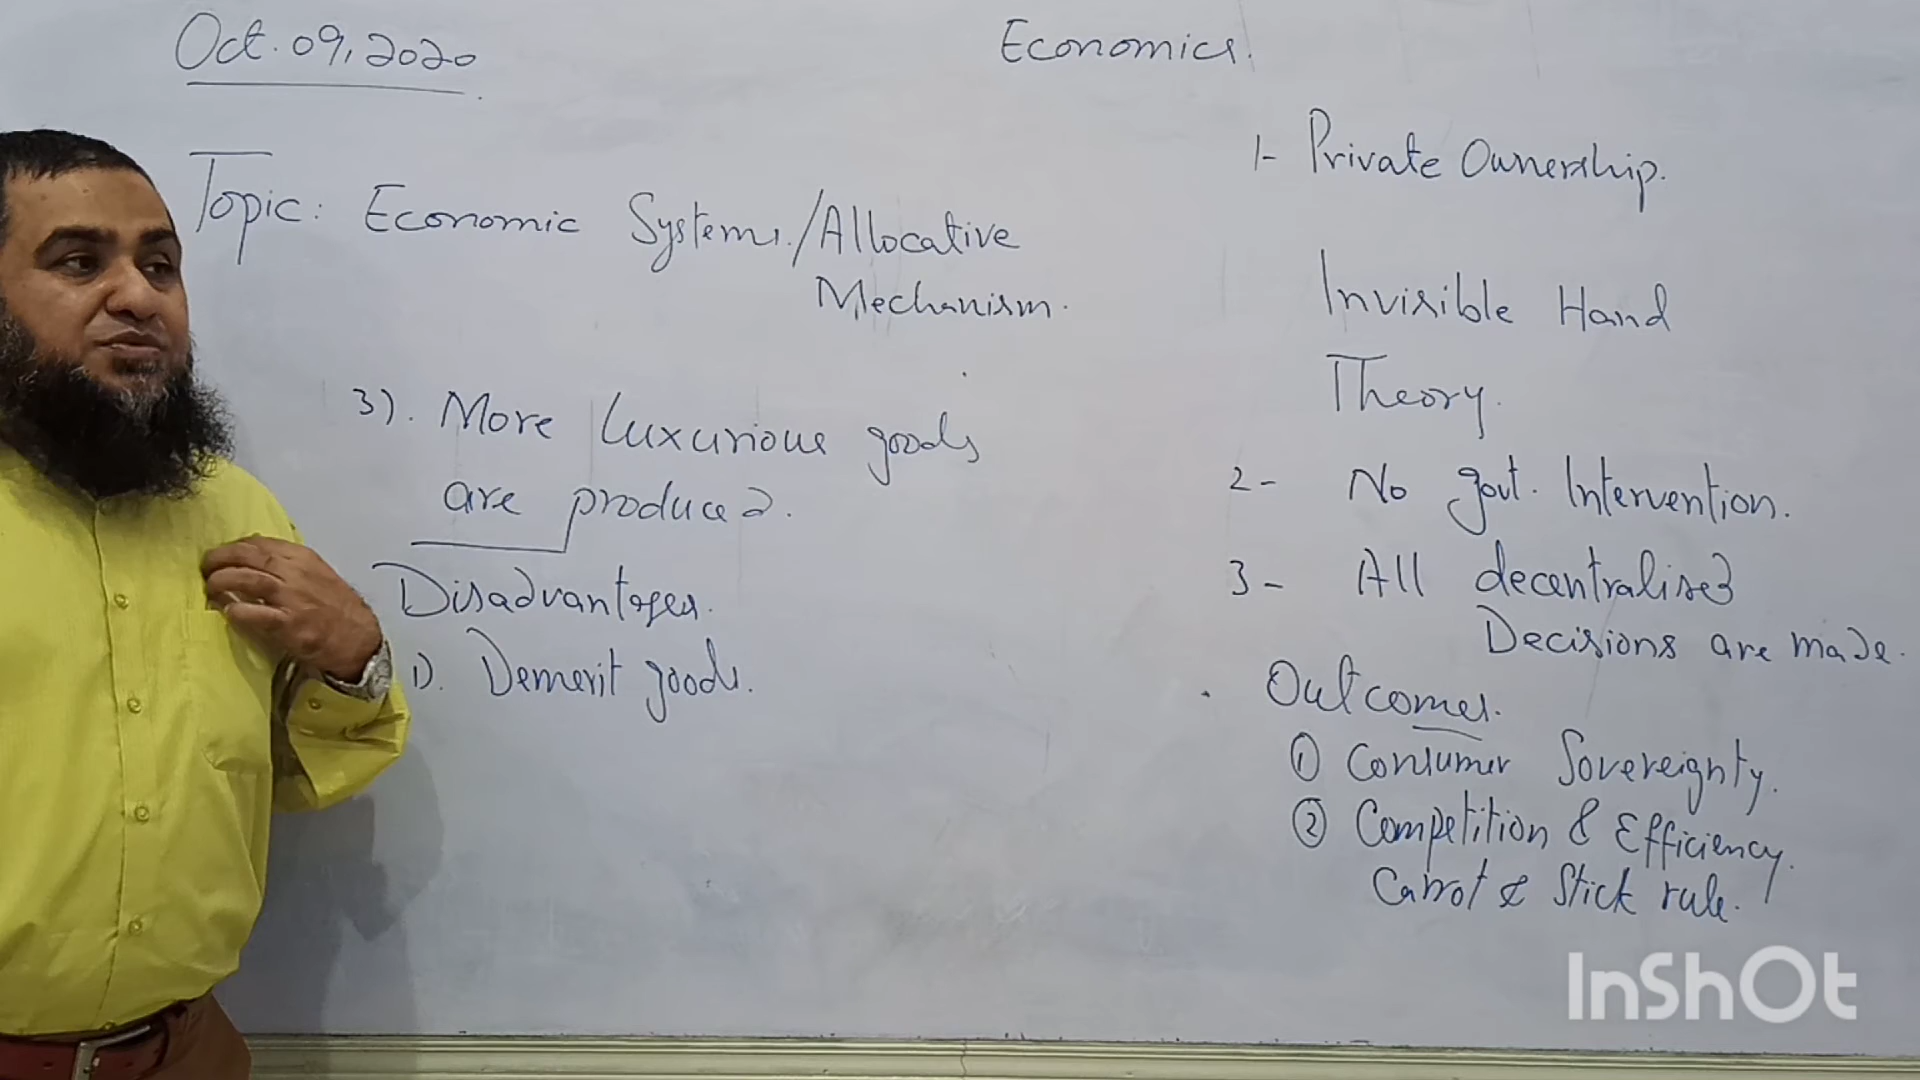 Oct. 09, 2020
Economics.
Topic: Economic Systems./Allocative
Mechanism.
1- Private Ownership.
Invisible Hand
Theory.
2- No govt. Intervention.
3- All decentralised
Decisions are made.
Outcomes.
① Consumer Sovereignty.
② Competition & Efficiency.
Carrot & Stick rule.
3). More luxurious goods
are produced.
Disadvantages.
1). Demerit goods.
InShOt